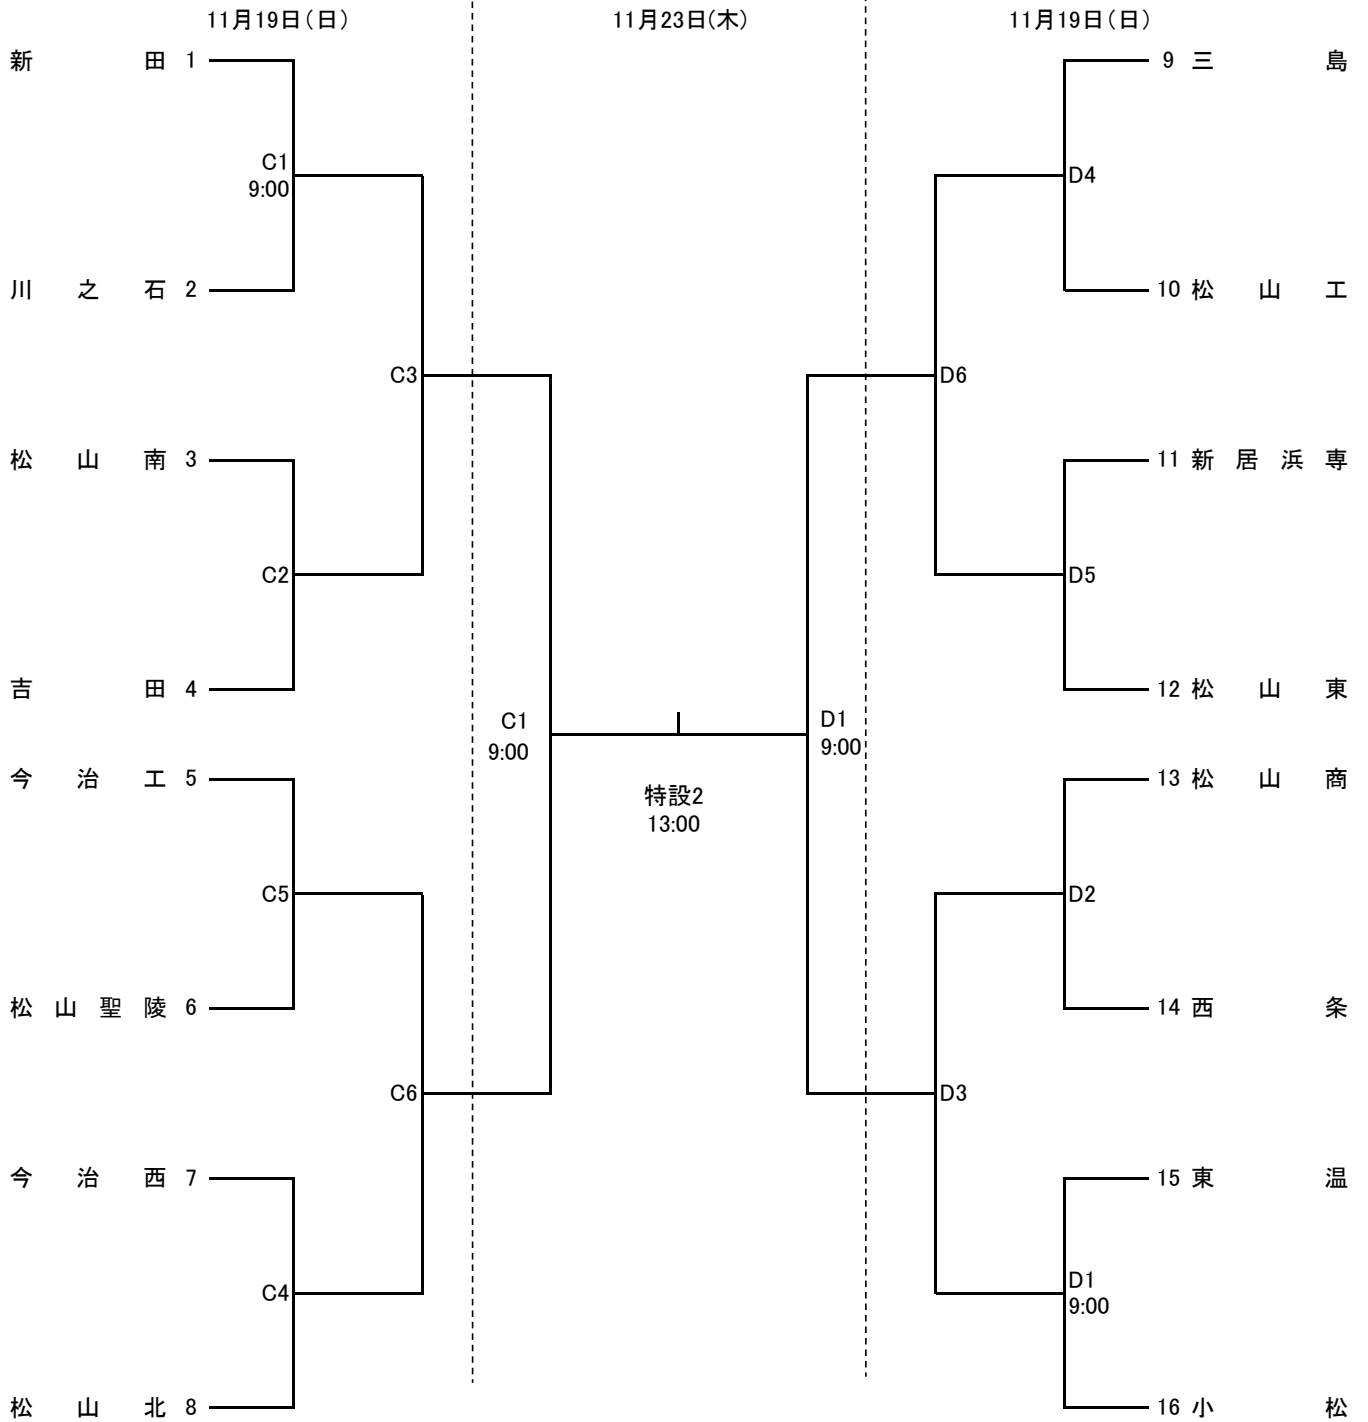 11月19日（日）
11月23日(木)
11月19日（日）
新田 1
9 三島
C1
9:00
D4
川之石 2
10 松山工
C3
D6
松山南 3
11 新居浜専
C2
D5
吉田 4
12 松山東
C1
9:00
D1
9:00
今治工 5
13 松山商
特設2
13:00
C5
D2
松山聖陵 6
14 西条
C6
D3
今治西 7
15 東温
C4
D1
9:00
松山北 8
16 小松